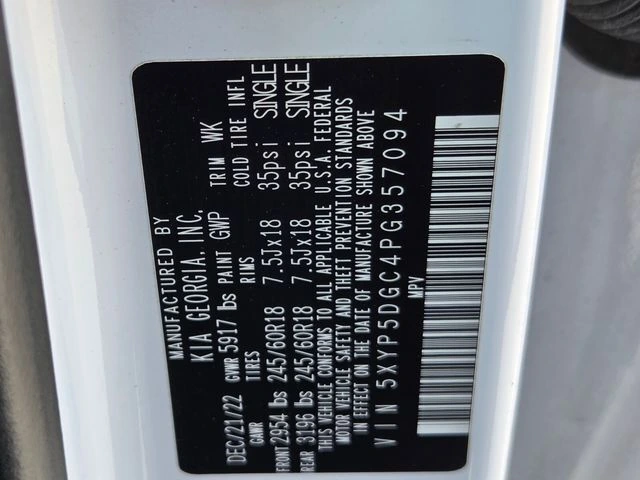 MANUFACTURED BY
KIA GEORGIA, INC.
DEC/21/22 GVWR 5917 lbs PAINT GWP TRIM WK
GAWR TIRES RIMS COLD TIRE INFL
FRONT 2954 lbs 245/60R18 7.5JX18 35psi SINGLE
REAR 3196 lbs 245/60R18 7.5JX18 35psi SINGLE
THIS VEHICLE CONFORMS TO ALL APPLICABLE U.S.A. FEDERAL
MOTOR VEHICLE SAFETY AND THEFT PREVENTION STANDARDS
IN EFFECT ON THE DATE OF MANUFACTURE SHOWN ABOVE
VIN 5XYP5DGC4PG357094
MPV